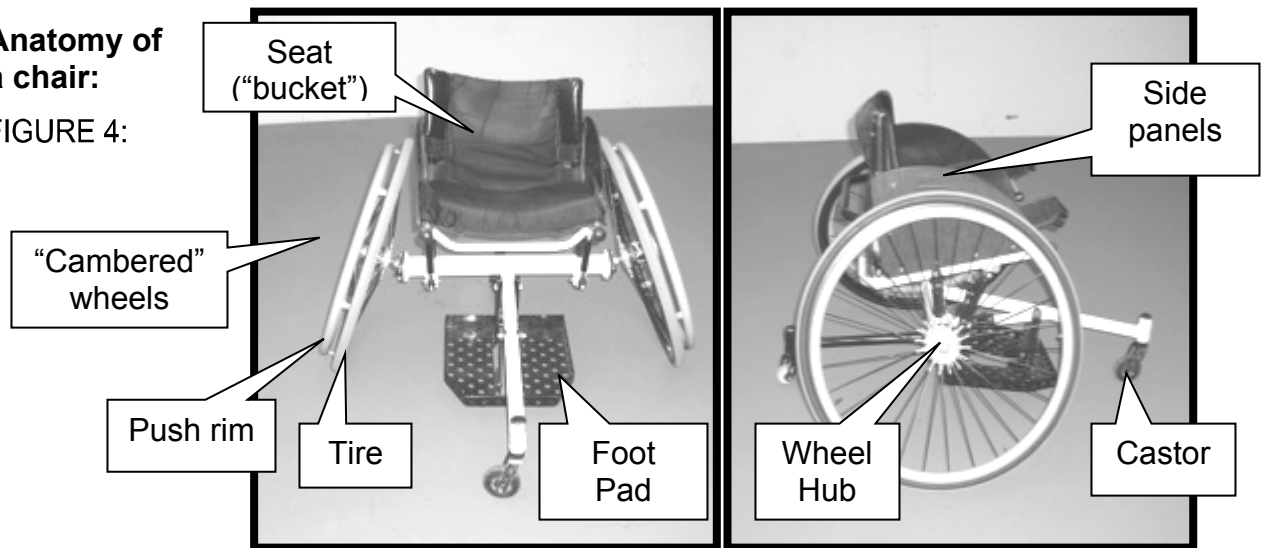 Anatomy of
a chair:
FIGURE 4:
Seat
(“bucket”)
Side
panels
“Cambered”
wheels
Push rim
Tire
Foot
Pad
Wheel
Hub
Castor